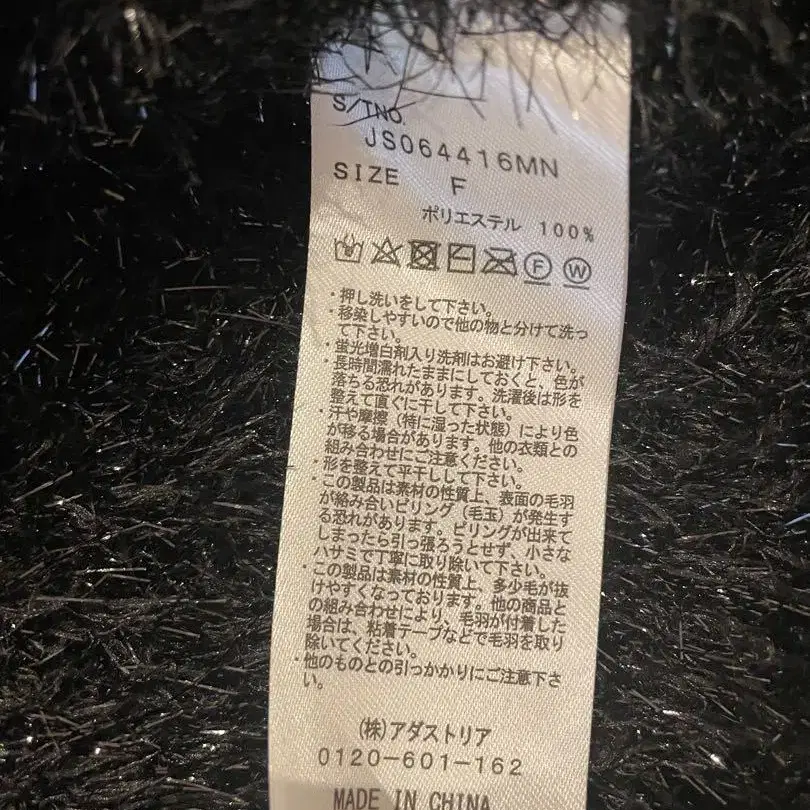 S/TNO.
JS064416MN
SIZE F
ポリエステル 100%
F W
・押し洗いをして下さい。
・移染しやすいので他の物と分けて洗っ
て下さい。
・蛍光増白剤入り洗剤はお避け下さい。
・長時間濡れたままにしておくと、色が
落ちる恐れがあります。洗濯後は形を
整えて直ぐに干して下さい。
・汗や摩擦(特に湿った状態)により色
が移る場合があります。他の衣類との
組み合わせにご注意ください。
・形を整えて平干しして下さい。
・この製品は素材の性質上、表面の毛羽
が絡み合いピリング(毛玉)が発生す
る恐れがあります。ピリングが出来て
しまったら引っ張ろうとせず、小さな
ハサミで丁寧に取り除いて下さい。
・この製品は素材の性質上、多少毛が抜
けやすくなっております。他の商品と
の組み合わせにより、毛羽が付着した
場合は、粘着テープなどで毛羽を取り
除いてください。
・他のものとの引っかかりにご注意下さ
い。
(株)アダストリア
0120-601-162
MADE IN CHINA